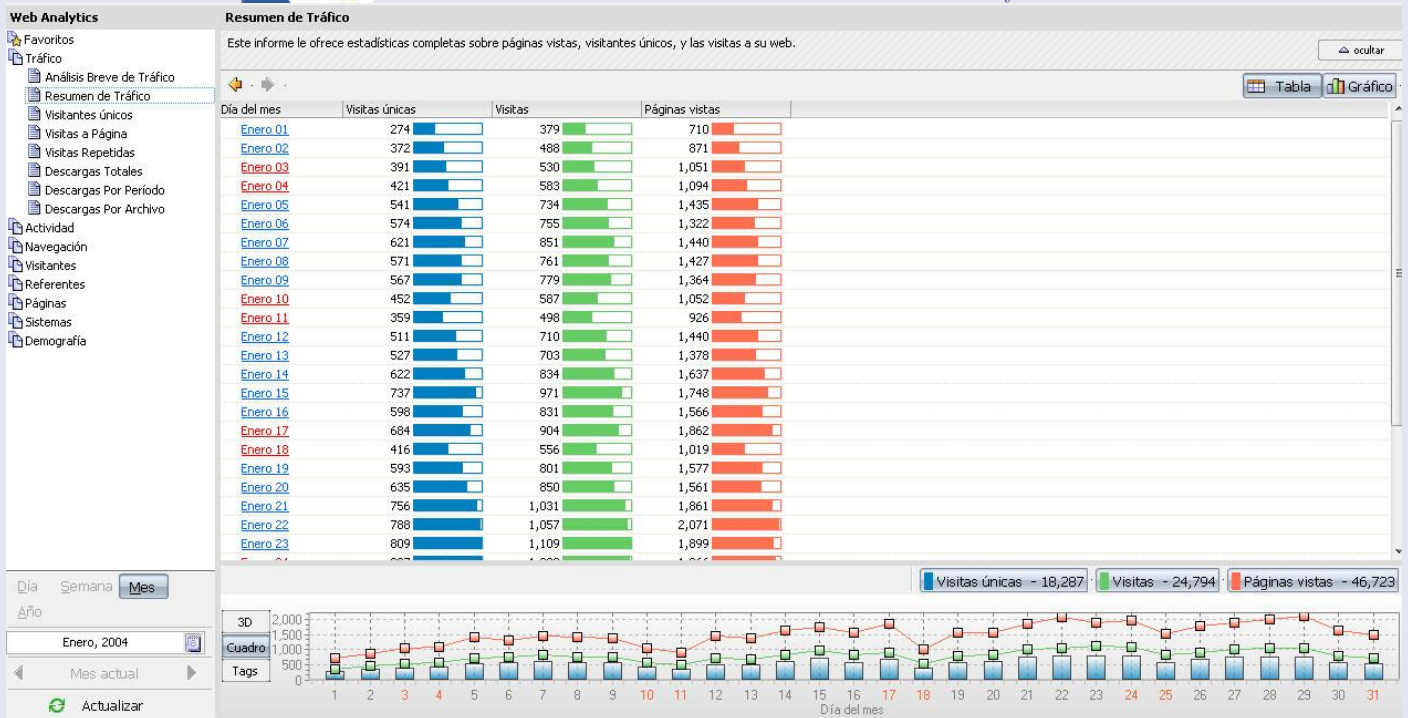 Web Analytics
Resumen de Tráfico
Favoritos
Tráfico
Análisis Breve de Tráfico
Resumen de Tráfico
Visitantes únicos
Visitas a Página
Visitas Repetidas
Descargas Totales
Descargas Por Período
Descargas Por Archivo
Actividad
Navegación
Visitantes
Referentes
Páginas
Sistemas
Demografía
Este informe le ofrece estadísticas completas sobre páginas vistas, visitantes únicos, y las visitas a su web.
ocultar
Tabla Gráfico
Día del mes Visitas únicas Visitas Páginas vistas
Enero 01 274 379 710
Enero 02 372 488 871
Enero 03 391 530 1,051
Enero 04 421 583 1,094
Enero 05 541 734 1,435
Enero 06 574 755 1,322
Enero 07 621 851 1,440
Enero 08 571 761 1,427
Enero 09 567 779 1,364
Enero 10 452 587 1,052
Enero 11 359 498 926
Enero 12 511 710 1,440
Enero 13 527 703 1,378
Enero 14 622 834 1,637
Enero 15 737 971 1,748
Enero 16 598 831 1,566
Enero 17 684 904 1,862
Enero 18 416 556 1,019
Enero 19 593 801 1,577
Enero 20 635 850 1,561
Enero 21 756 1,031 1,861
Enero 22 788 1,057 2,071
Enero 23 809 1,109 1,899
Día Semana Mes
Año
Enero, 2004
Mes actual
Actualizar
Visitas únicas - 18,287 Visitas - 24,794 Páginas vistas - 46,723
3D
Cuadro
Tags
2,000
1,500
1,000
500
0
1 2 3 4 5 6 7 8 9 10 11 12 13 14 15 16 17 18 19 20 21 22 23 24 25 26 27 28 29 30 31
Día del mes